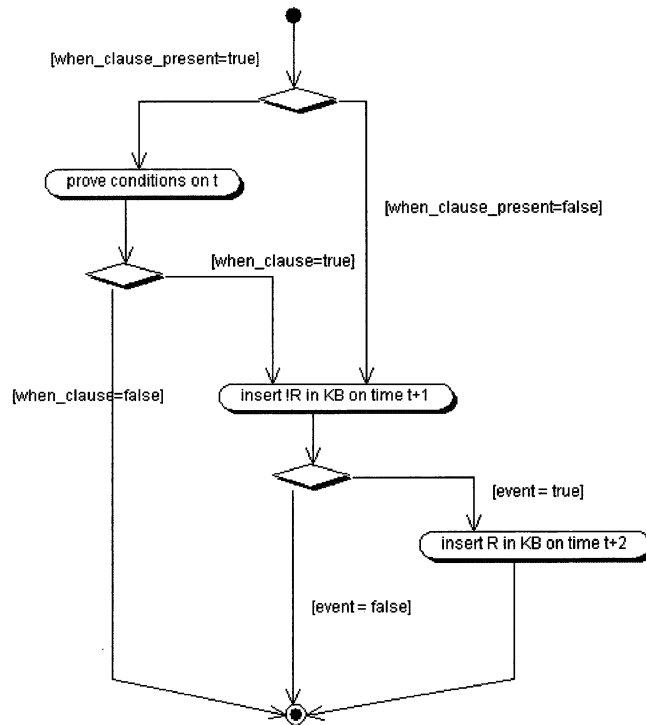 [when_clause_present=true]
prove conditions on t
[when_clause_present=false]
[when_clause=true]
[when_clause=false]
insert !R in KB on time t+1
[event = true]
insert R in KB on time t+2
[event = false]